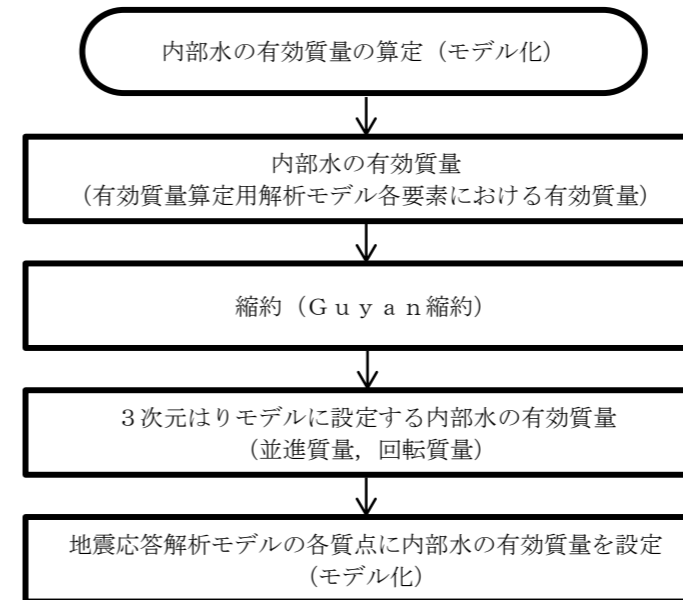 内部水の有効質量の算定（モデル化）
内部水の有効質量
（有効質量算定用解析モデル各要素における有効質量）
縮約（Ｇｕｙａｎ縮約）
３次元はりモデルに設定する内部水の有効質量
（並進質量，回転質量）
地震応答解析モデルの各質点に内部水の有効質量を設定
（モデル化）